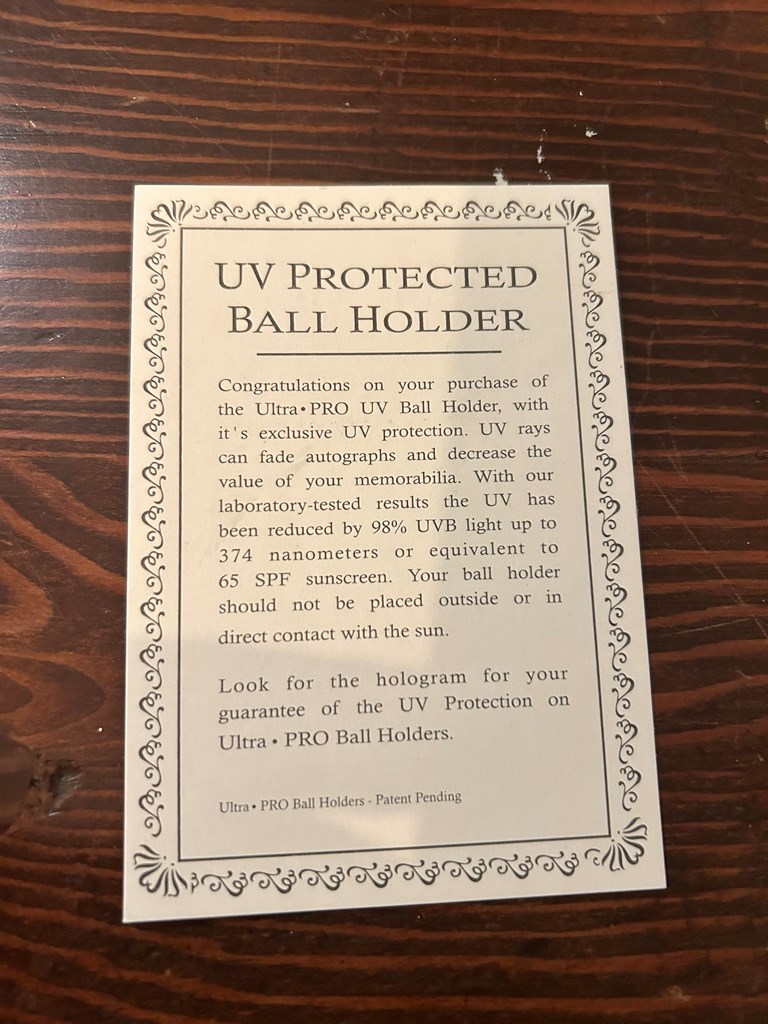 UV PROTECTED
BALL HOLDER
Congratulations on your purchase of
the Ultra•PRO UV Ball Holder, with
it's exclusive UV protection. UV rays
can fade autographs and decrease the
value of your memorabilia. With our
laboratory-tested results the UV has
been reduced by 98% UVB light up to
374 nanometers or equivalent to
65 SPF sunscreen. Your ball holder
should not be placed outside or in
direct contact with the sun.
Look for the hologram for your
guarantee of the UV Protection on
Ultra • PRO Ball Holders.
Ultra • PRO Ball Holders - Patent Pending